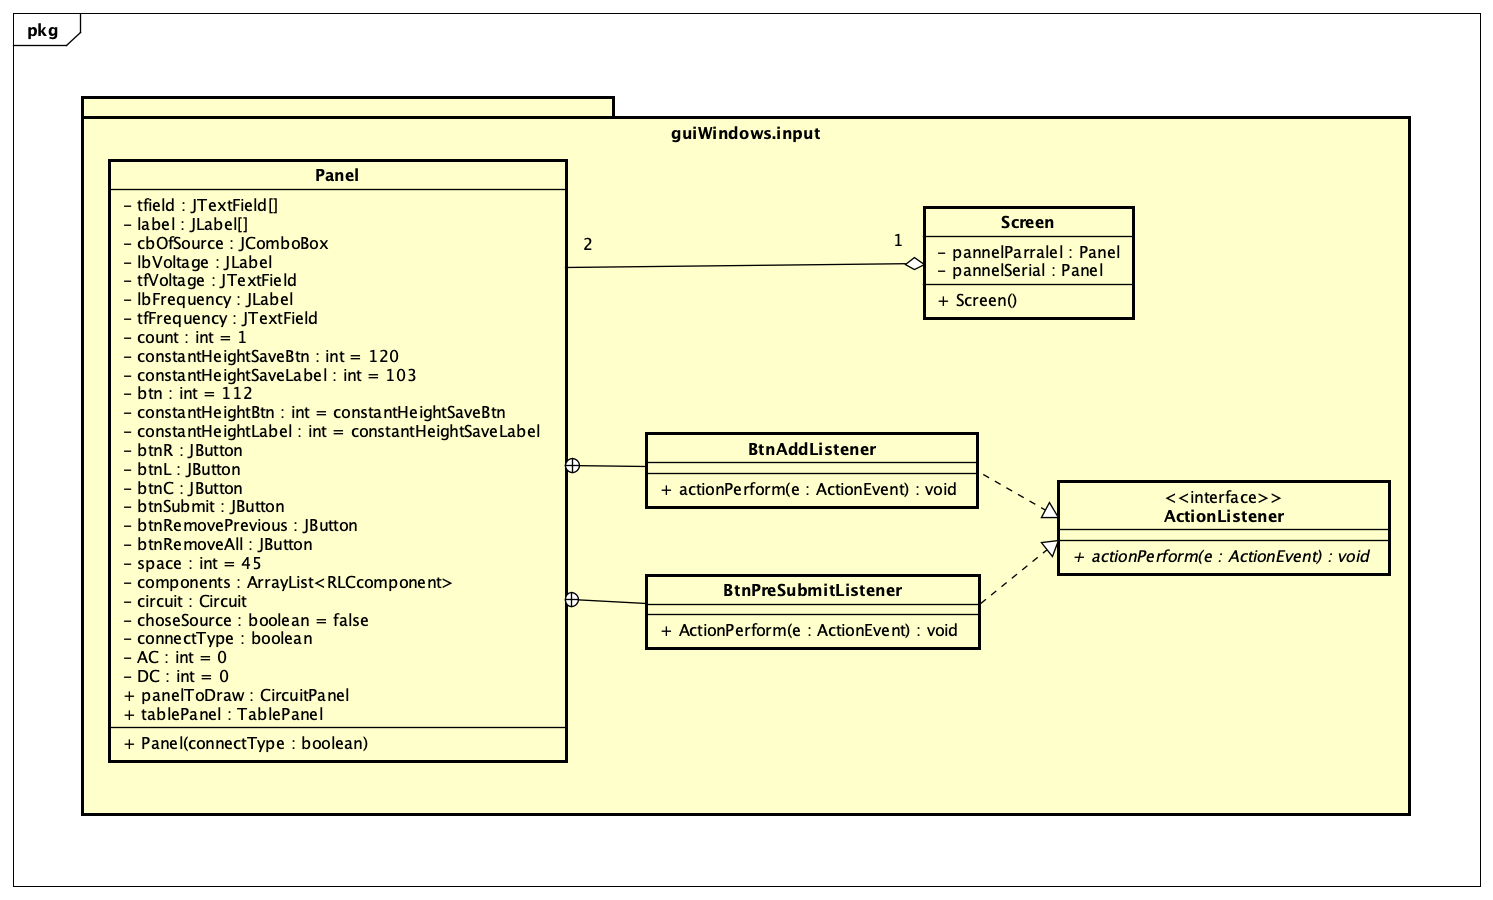 pkg
guiWindows.input
Panel
– tfield : JTextField[]
– label : JLabel[]
– cbOfSource : JComboBox
– lbVoltage : JLabel
– tfVoltage : JTextField
– lbFrequency : JLabel
– tfFrequency : JTextField
– count : int = 1
– constantHeightSaveBtn : int = 120
– constantHeightSaveLabel : int = 103
– btn : int = 112
– constantHeightBtn : int = constantHeightSaveBtn
– constantHeightLabel : int = constantHeightSaveLabel
– btnR : JButton
– btnL : JButton
– btnC : JButton
– btnSubmit : JButton
– btnRemovePrevious : JButton
– btnRemoveAll : JButton
– space : int = 45
– components : ArrayList<RLCcomponent>
– circuit : Circuit
– choseSource : boolean = false
– connectType : boolean
– AC : int = 0
– DC : int = 0
+ panelToDraw : CircuitPanel
+ tablePanel : TablePanel
+ Panel(connectType : boolean)
2
1
Screen
– pannelParralel : Panel
– pannelSerial : Panel
+ Screen()
BtnAddListener
+ actionPerform(e : ActionEvent) : void
BtnPreSubmitListener
+ ActionPerform(e : ActionEvent) : void
<<interface>>
ActionListener
+ actionPerform(e : ActionEvent) : void